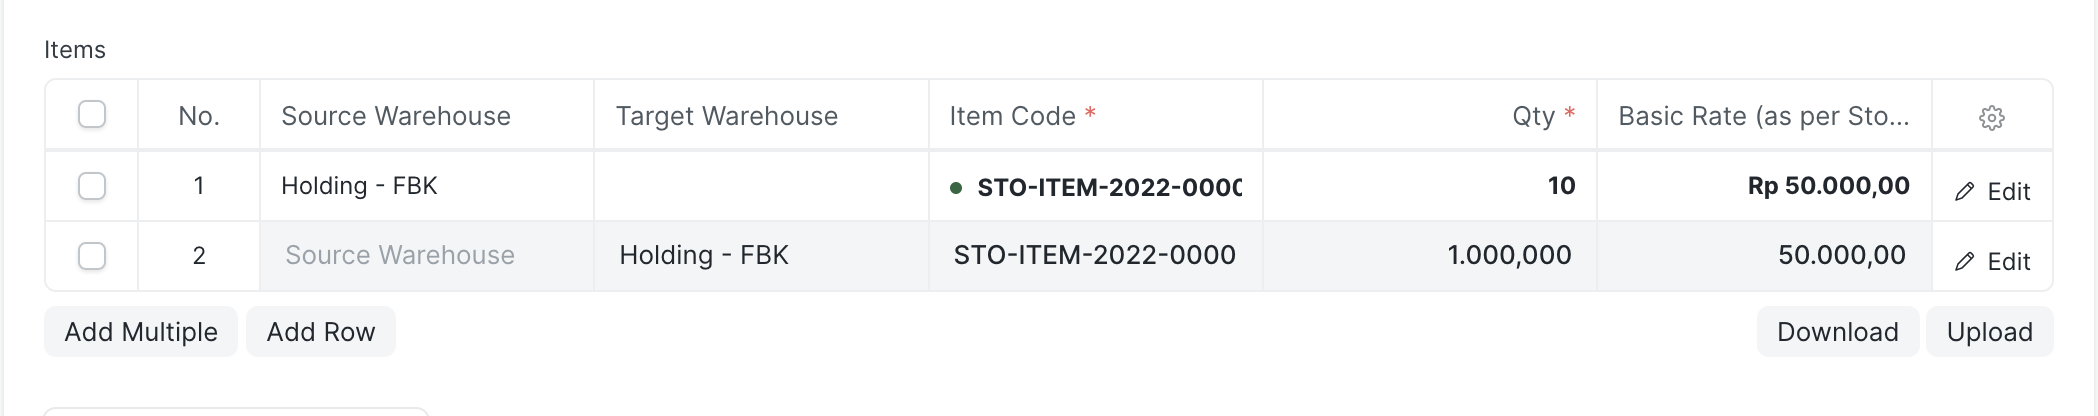 Items
No. Source Warehouse Target Warehouse Item Code * Qty * Basic Rate (as per Sto...
1 Holding - FBK STO-ITEM-2022-000 10 Rp 50.000,00 Edit
2 Source Warehouse Holding - FBK STO-ITEM-2022-0000 1.000,000 50.000,00 Edit
Add Multiple Add Row Download Upload